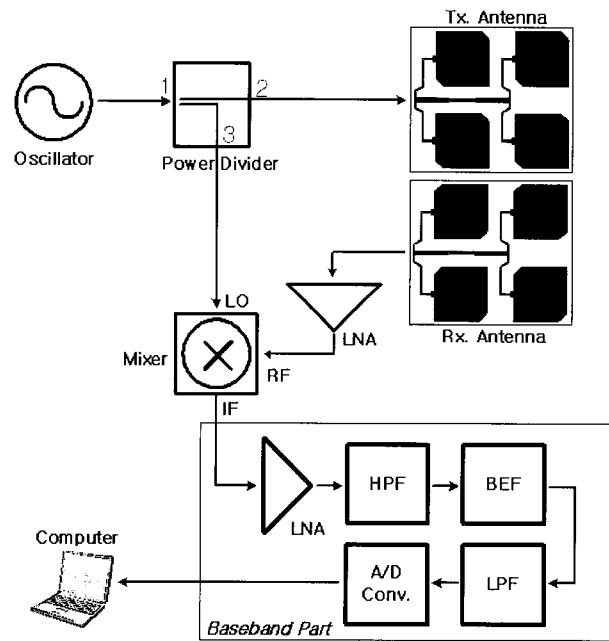 Tx. Antenna
1
2
3
Oscillator
Power Divider
LO
LNA
Rx. Antenna
Mixer
RF
IF
HPF
BEF
LNA
Computer
A/D
Conv.
LPF
Baseband Part